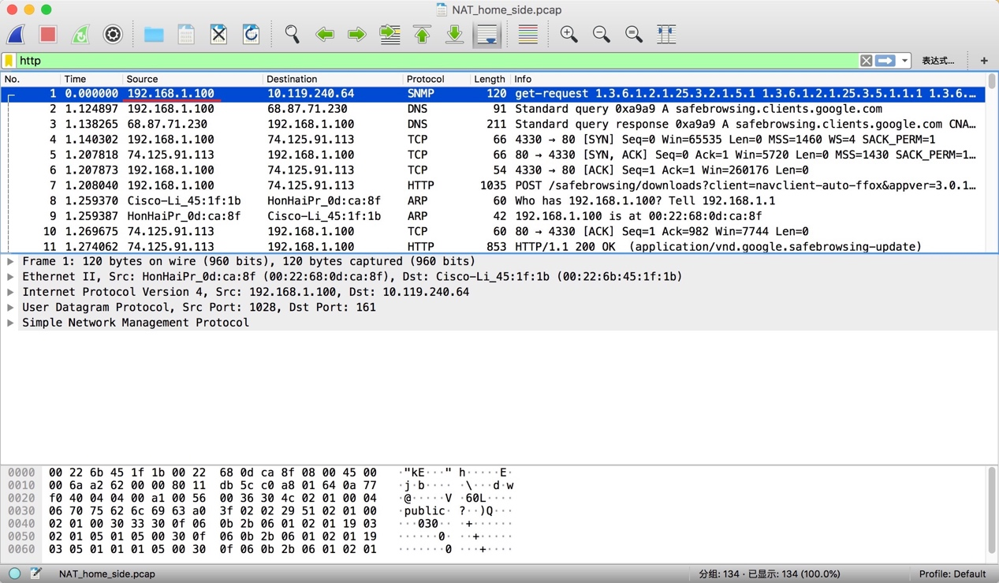 NAT_home_side.pcap
http 表达式… +
No. Time Source Destination Protocol Length Info
1 0.000000 192.168.1.100 10.119.240.64 SNMP 120 get-request 1.3.6.1.2.1.25.3.2.1.5.1 1.3.6.1.2.1.25.3.5.1.1.1 1.3.6.…
2 1.124897 192.168.1.100 68.87.71.230 DNS 91 Standard query 0xa9a9 A safebrowsing.clients.google.com
3 1.138265 68.87.71.230 192.168.1.100 DNS 211 Standard query response 0xa9a9 A safebrowsing.clients.google.com CNA…
4 1.140302 192.168.1.100 74.125.91.113 TCP 66 4330 → 80 [SYN] Seq=0 Win=65535 Len=0 MSS=1460 WS=4 SACK_PERM=1
5 1.207818 74.125.91.113 192.168.1.100 TCP 66 80 → 4330 [SYN, ACK] Seq=0 Ack=1 Win=5720 Len=0 MSS=1430 SACK_PERM=1…
6 1.207873 192.168.1.100 74.125.91.113 TCP 54 4330 → 80 [ACK] Seq=1 Ack=1 Win=260176 Len=0
7 1.208040 192.168.1.100 74.125.91.113 HTTP 1035 POST /safebrowsing/downloads?client=navclient-auto-ffox&appver=3.0.1…
8 1.259370 Cisco-Li_45:1f:1b HonHaiPr_0d:ca:8f ARP 60 Who has 192.168.1.100? Tell 192.168.1.1
9 1.259387 HonHaiPr_0d:ca:8f Cisco-Li_45:1f:1b ARP 42 192.168.1.100 is at 00:22:68:0d:ca:8f
10 1.269675 74.125.91.113 192.168.1.100 TCP 60 80 → 4330 [ACK] Seq=1 Ack=982 Win=7744 Len=0
11 1.274062 74.125.91.113 192.168.1.100 HTTP 853 HTTP/1.1 200 OK (application/vnd.google.safebrowsing-update)
Frame 1: 120 bytes on wire (960 bits), 120 bytes captured (960 bits)
Ethernet II, Src: HonHaiPr_0d:ca:8f (00:22:68:0d:ca:8f), Dst: Cisco-Li_45:1f:1b (00:22:6b:45:1f:1b)
Internet Protocol Version 4, Src: 192.168.1.100, Dst: 10.119.240.64
User Datagram Protocol, Src Port: 1028, Dst Port: 161
Simple Network Management Protocol
0000 00 22 6b 45 1f 1b 00 22 68 0d ca 8f 08 00 45 00 ·"kE···" h·····E·
0010 00 6a a2 62 00 00 80 11 db 5c c0 a8 01 64 0a 77 ·j·b···· ·\···d·w
0020 f0 40 04 04 00 a1 00 56 00 36 30 4c 02 01 00 04 ·@·····V ·60L····
0030 06 70 75 62 6c 69 63 a0 3f 02 02 29 51 02 01 00 ·public· ?··)Q···
0040 02 01 00 30 33 30 0f 06 0b 2b 06 01 02 01 19 03 ···030·· ·+······
0050 02 01 05 01 05 00 30 0f 06 0b 2b 06 01 02 01 19 ······0· ··+·····
0060 03 05 01 01 01 05 00 30 0f 06 0b 2b 06 01 02 01 ·······0 ···+····
NAT_home_side.pcap 分组: 134 · 已显示: 134 (100.0%) Profile: Default